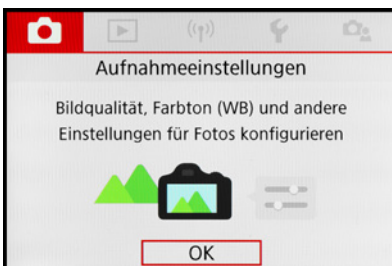 Aufnahmeeinstellungen
Bildqualität, Farbton (WB) und andere
Einstellungen für Fotos konfigurieren
OK